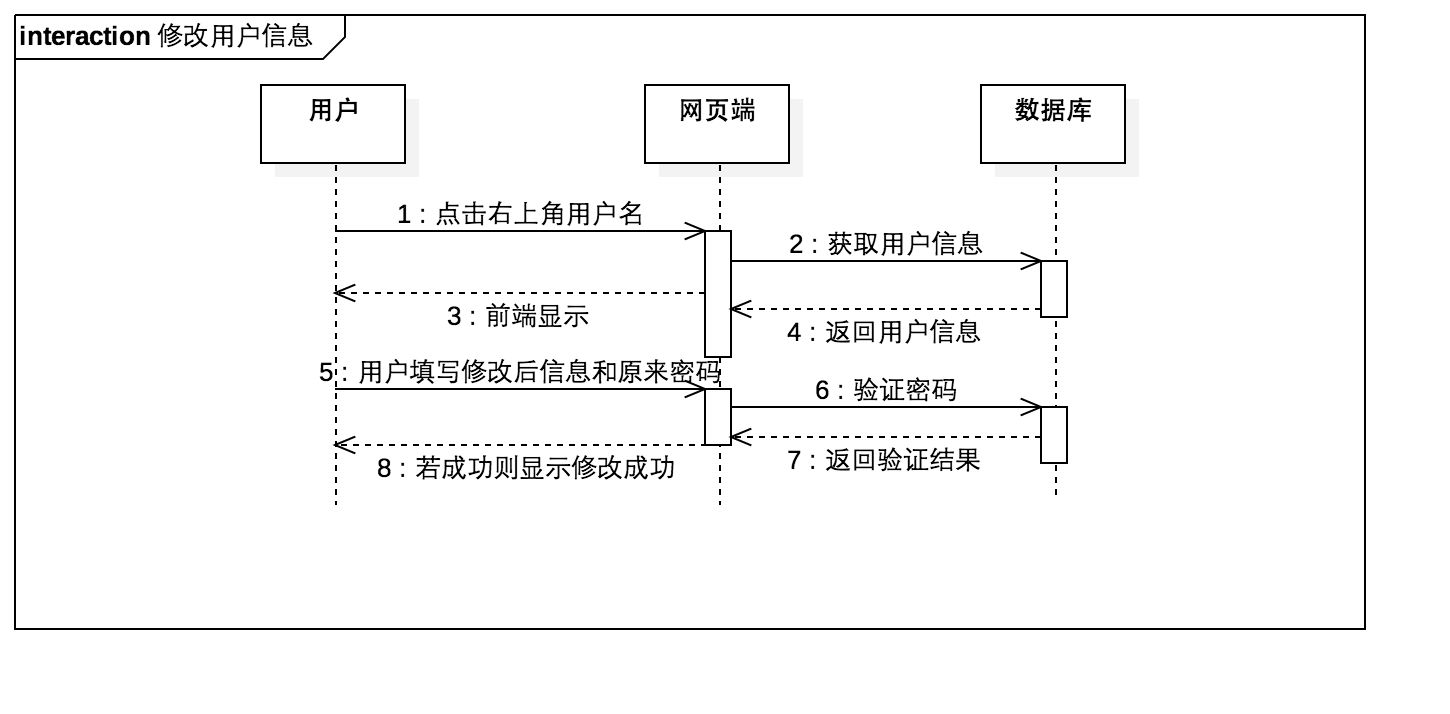 interaction 修改用户信息
用户
网页端
数据库
1 : 点击右上角用户名
2 : 获取用户信息
3 : 前端显示
4 : 返回用户信息
5 : 用户填写修改后信息和原来密码
6 : 验证密码
7 : 返回验证结果
8 : 若成功则显示修改成功